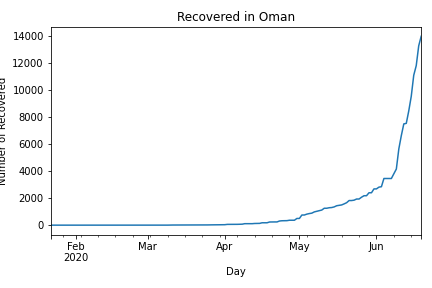 Recovered in Oman
Number of Recovered
14000
12000
10000
8000
6000
4000
2000
0
Feb
2020
Mar
Apr
May
Jun
Day